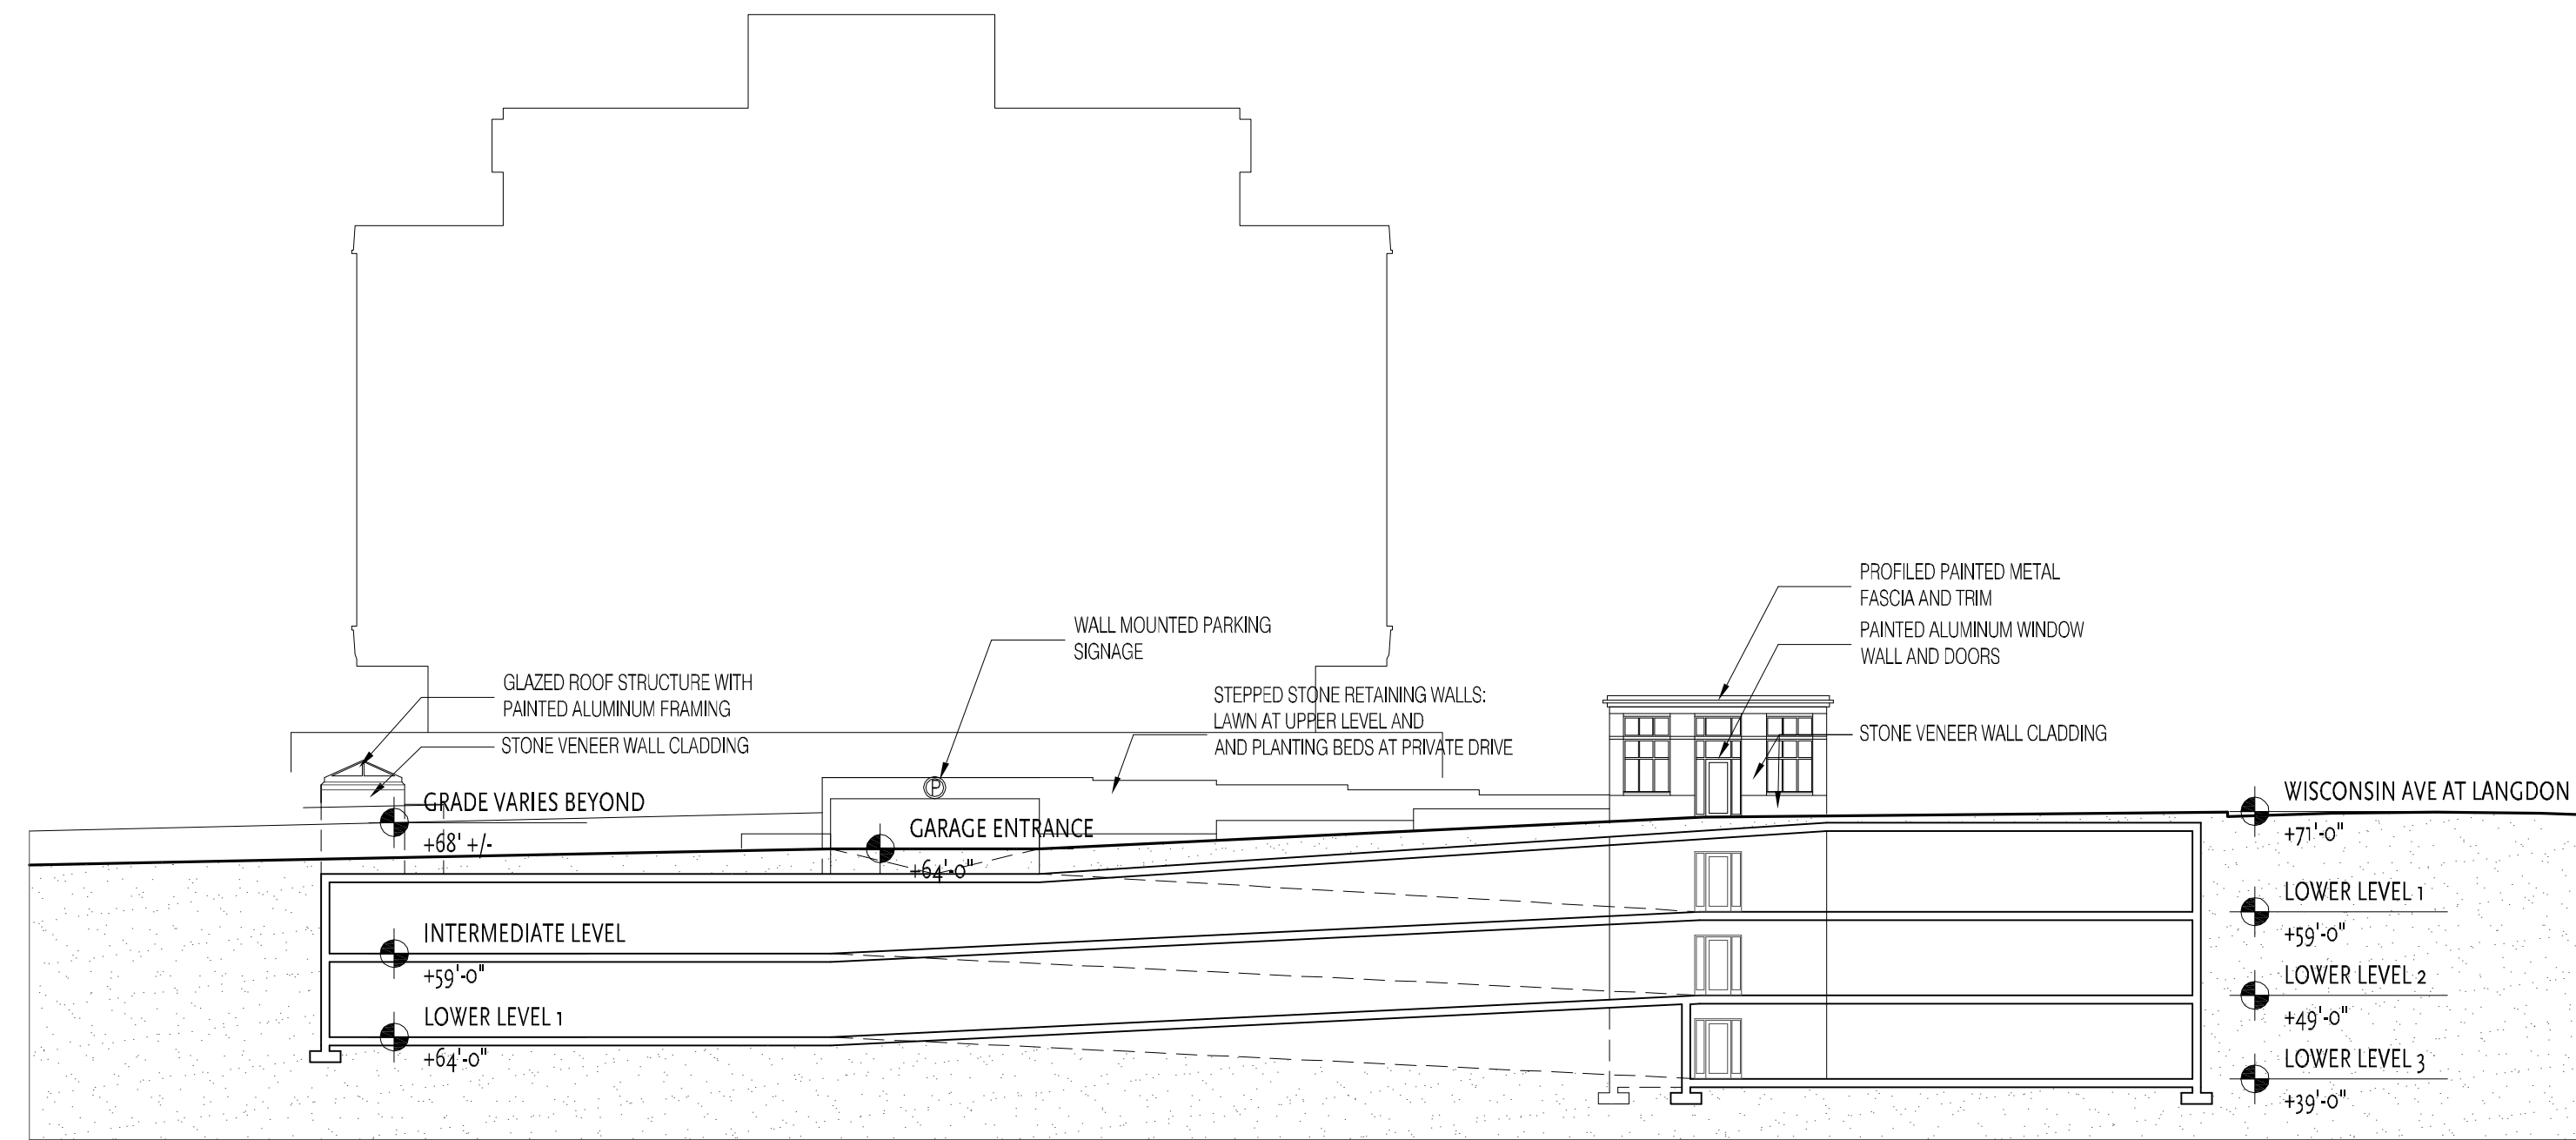 PROFILED PAINTED METAL
FASCIA AND TRIM
WALL MOUNTED PARKING
SIGNAGE
PAINTED ALUMINUM WINDOW
WALL AND DOORS
GLAZED ROOF STRUCTURE WITH
PAINTED ALUMINUM FRAMING
STEPPED STONE RETAINING WALLS:
LAWN AT UPPER LEVEL AND
AND PLANTING BEDS AT PRIVATE DRIVE
STONE VENEER WALL CLADDING
STONE VENEER WALL CLADDING
P
GRADE VARIES BEYOND
+68' +/-
GARAGE ENTRANCE
+64'-0"
WISCONSIN AVE AT LANGDON
+71'-0"
INTERMEDIATE LEVEL
+59'-0"
LOWER LEVEL 1
+64'-0"
LOWER LEVEL 1
+59'-0"
LOWER LEVEL 2
+49'-0"
LOWER LEVEL 3
+39'-0"